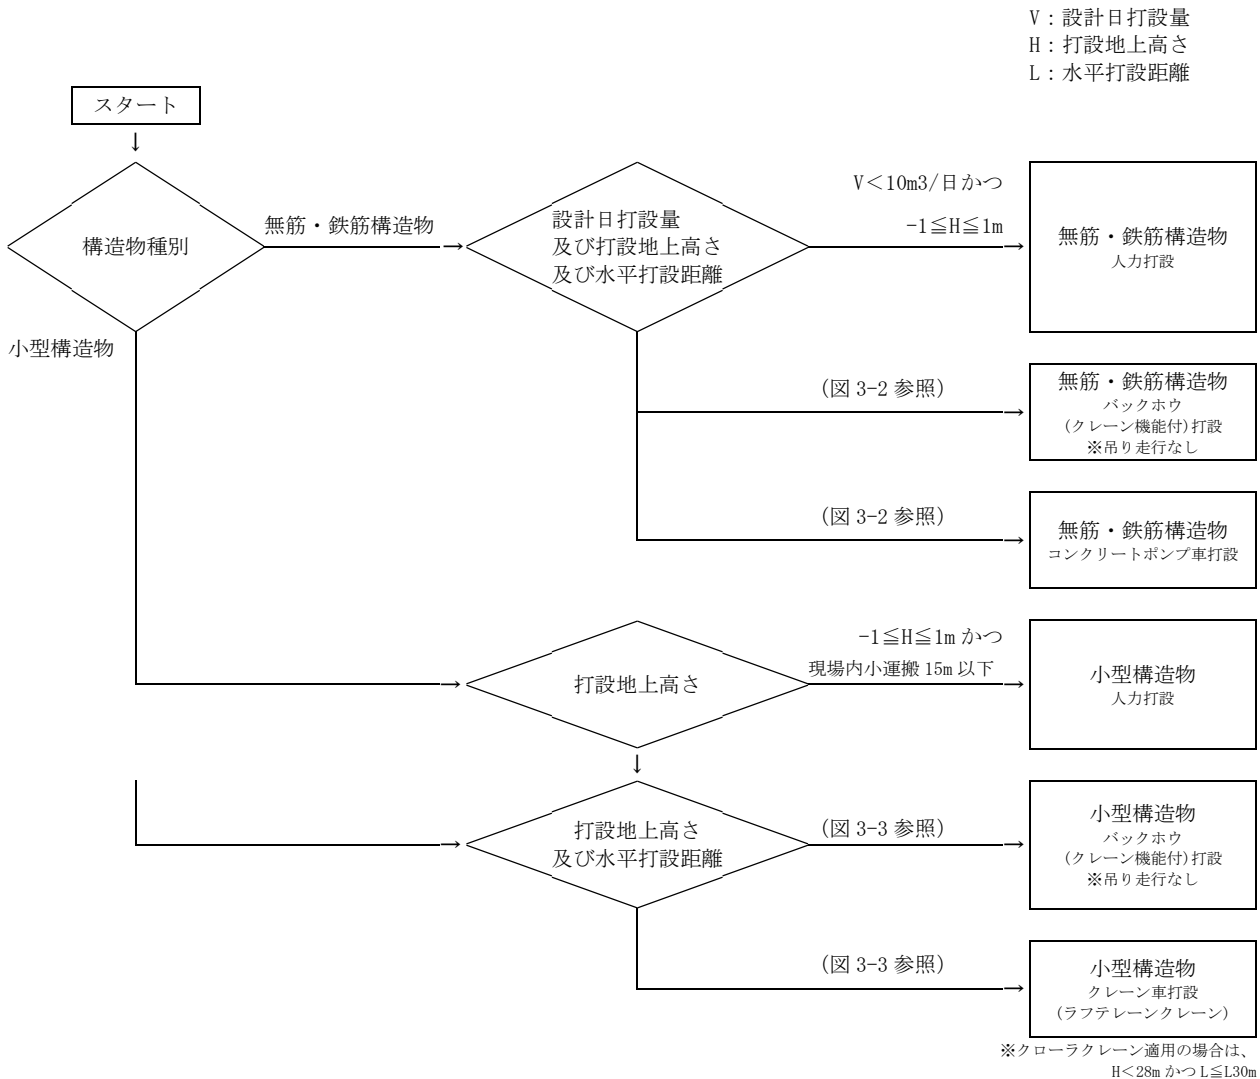 V：設計日打設量
H：打設地上高さ
L：水平打設距離
スタート
↓
構造物種別
無筋・鉄筋構造物
→
設計日打設量
及び打設地上高さ
及び水平打設距離
V＜10m3/日かつ
-1≦H≦1m
→
無筋・鉄筋構造物
人力打設
小型構造物
(図 3-2 参照)
→
無筋・鉄筋構造物
バックホウ
(クレーン機能付)打設
※吊り走行なし
(図 3-2 参照)
→
無筋・鉄筋構造物
コンクリートポンプ車打設
→
打設地上高さ
-1≦H≦1m かつ
現場内小運搬 15m 以下
→
小型構造物
人力打設
↓
→
打設地上高さ
及び水平打設距離
(図 3-3 参照)
→
小型構造物
バックホウ
(クレーン機能付)打設
※吊り走行なし
(図 3-3 参照)
→
小型構造物
クレーン車打設
(ラフテレーンクレーン)
※クローラクレーン適用の場合は、
H＜28m かつ L≦L30m